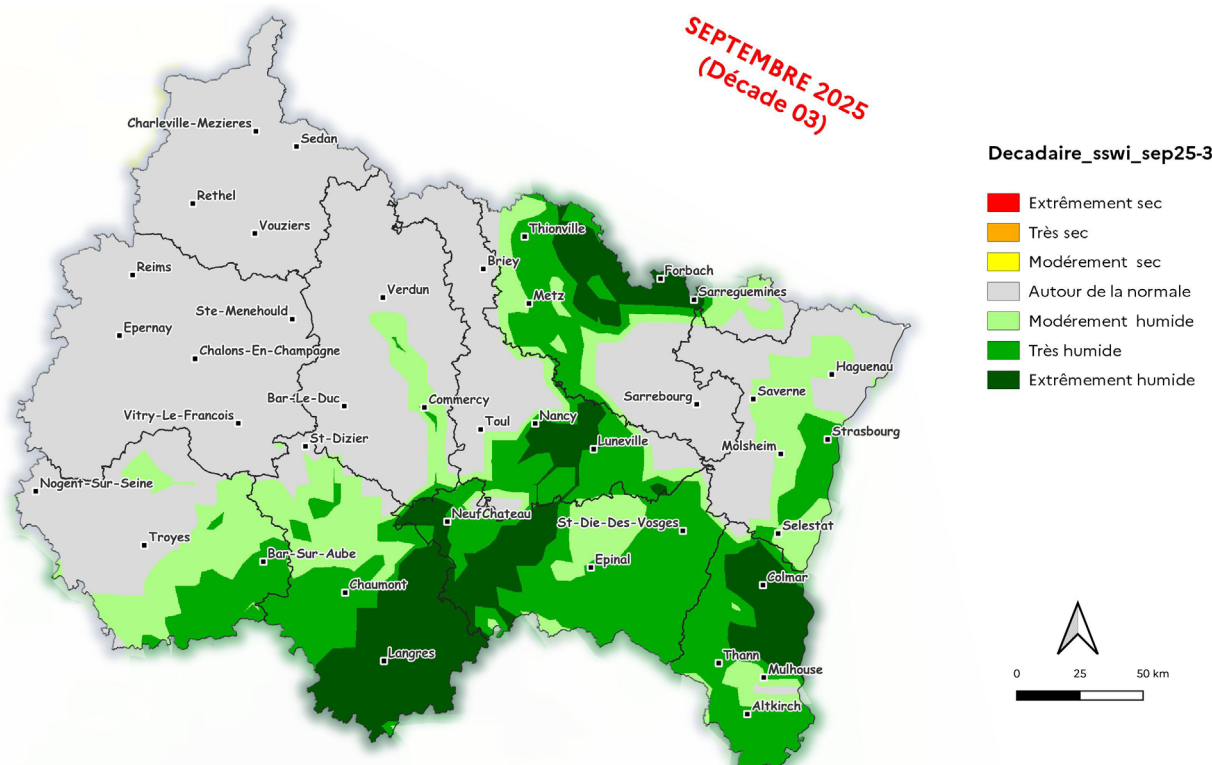 SEPTEMBRE 2025
(Décade 03)
Charleville-Mezieres
Sedan
Rethel
Vouziers
Reims
Ste-Menehould
Epernay
Chalons-En-Champagne
Vitry-Le-Francois
Bar-Le-Duc
St-Dizier
Verdun
Briey
Thionville
Metz
Forbach
Sarreguemines
Commercy
Toul
Nancy
Luneville
Sarrebourg
Haguenau
Saverne
Molsheim
Strasbourg
Nogent-Sur-Seine
Troyes
Bar-Sur-Aube
Chaumont
Langres
Neufchateau
St-Die-Des-Vosges
Epinal
Selestat
Colmar
Thann
Mulhouse
Altkirch
Decadaire_sswi_sep25-3
Extrêmement sec
Très sec
Modérement sec
Autour de la normale
Modérement humide
Très humide
Extrêmement humide
0 25 50 km